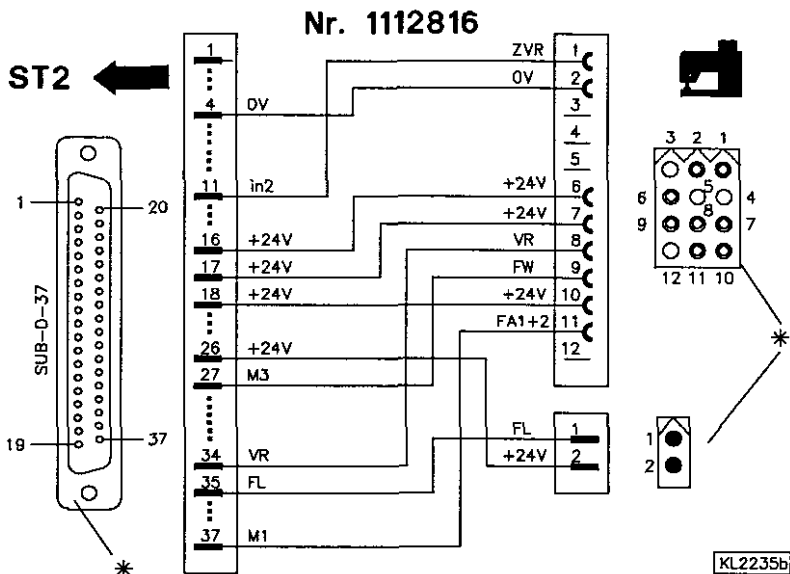 Nr. 1112816
ST2
SUB-D-37
1
20
19
37
1
4 0V
11 in2
16 +24V
17 +24V
18 +24V
26 +24V
27 M3
34 VR
35 FL
37 M1
ZVR 1
0V 2
3
4
5
+24V 6
+24V 7
VR 8
FW 9
+24V 10
FA1+2 11
12
FL 1
+24V 2
3 2 1
6 5 4
9 8 7
12 11 10
*
1
2
*
KL2235b